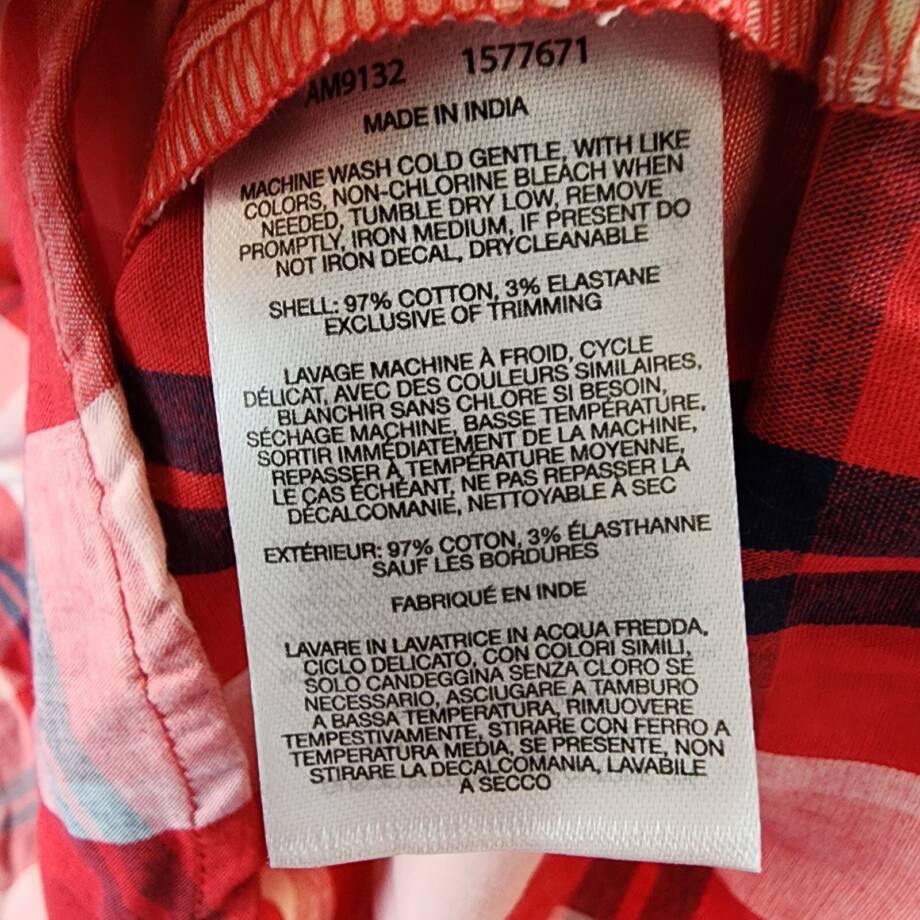 AM9132 1577671
MADE IN INDIA
MACHINE WASH COLD GENTLE, WITH LIKE
COLORS, NON-CHLORINE BLEACH WHEN
NEEDED, TUMBLE DRY LOW, REMOVE
PROMPTLY, IRON MEDIUM, IF PRESENT DO
NOT IRON DECAL, DRYCLEANABLE
SHELL: 97% COTTON, 3% ELASTANE
EXCLUSIVE OF TRIMMING
LAVAGE MACHINE À FROID, CYCLE
DÉLICAT, AVEC DES COULEURS SIMILAIRES,
BLANCHIR SANS CHLORE SI BESOIN,
SÉCHAGE MACHINE, BASSE TEMPÉRATURE,
SORTIR IMMÉDIATEMENT DE LA MACHINE,
REPASSER À TEMPÉRATURE MOYENNE,
LE CAS ÉCHÉANT, NE PAS REPASSER LA
DÉCALCOMANIE, NETTOYABLE À SEC
EXTÉRIEUR: 97% COTON, 3% ÉLASTHANNE
SAUF LES BORDURES
FABRIQUÉ EN INDE
LAVARE IN LAVATRICE IN ACQUA FREDDA,
CICLO DELICATO, CON COLORI SIMILI,
SOLO CANDEGGINA SENZA CLORO SE
NECESSARIO, ASCIUGARE A TAMBURO
A BASSA TEMPERATURA, RIMUOVERE
TEMPESTIVAMENTE, STIRARE CON FERRO A
TEMPERATURA MEDIA, SE PRESENTE, NON
STIRARE LA DECALCOMANIA, LAVABILE
A SECCO